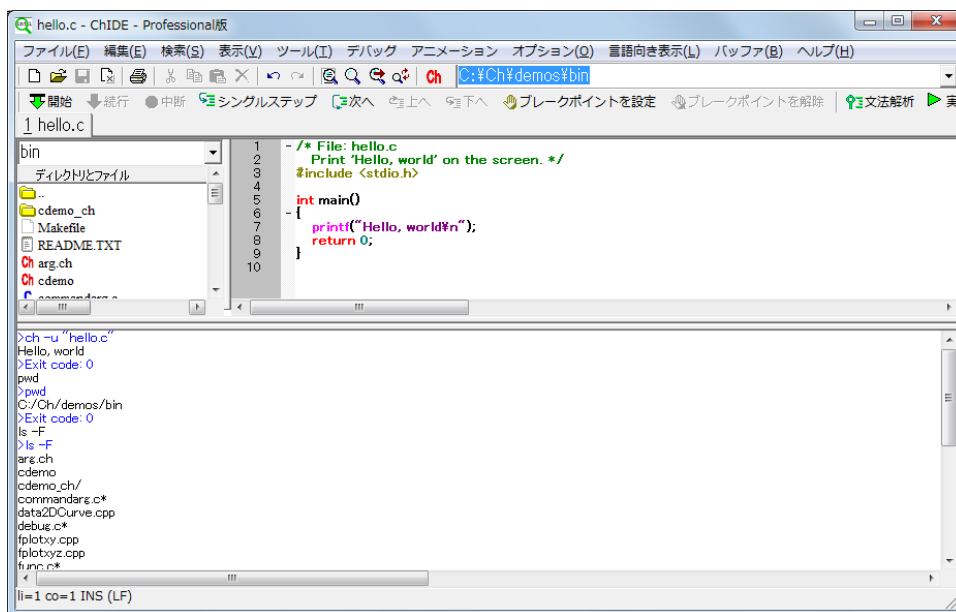 hello.c - ChIDE - Professional版
ファイル(F) 編集(E) 検索(S) 表示(V) ツール(T) デバッグ アニメーション オプション(O) 言語向き表示(L) バッファ(B) ヘルプ(H)
Ch C:¥Ch¥demos¥bin
開始 続行 中断 シングルステップ 次へ 上へ 下へ ブレークポイントを設定 ブレークポイントを解除 文法解析 実
1 hello.c
bin
ディレクトリとファイル
..
cdemo_ch
Makefile
README.TXT
Ch arg.ch
Ch cdemo
C commandarg.c
1 - /* File: hello.c
2 Print 'Hello, world' on the screen. */
3 #include <stdio.h>
4
5 int main()
6 - {
7 printf("Hello, world¥n");
8 return 0;
9 }
10
>ch -u "hello.c"
Hello, world
>Exit code: 0
pwd
>pwd
C:/Ch/demos/bin
>Exit code: 0
ls -F
>ls -F
arg.ch
cdemo
cdemo_ch/
commandarg.c*
data2DCurve.cpp
debug.c*
fplotxy.cpp
fplotxyz.cpp
func.c*
li=1 co=1 INS (LF)